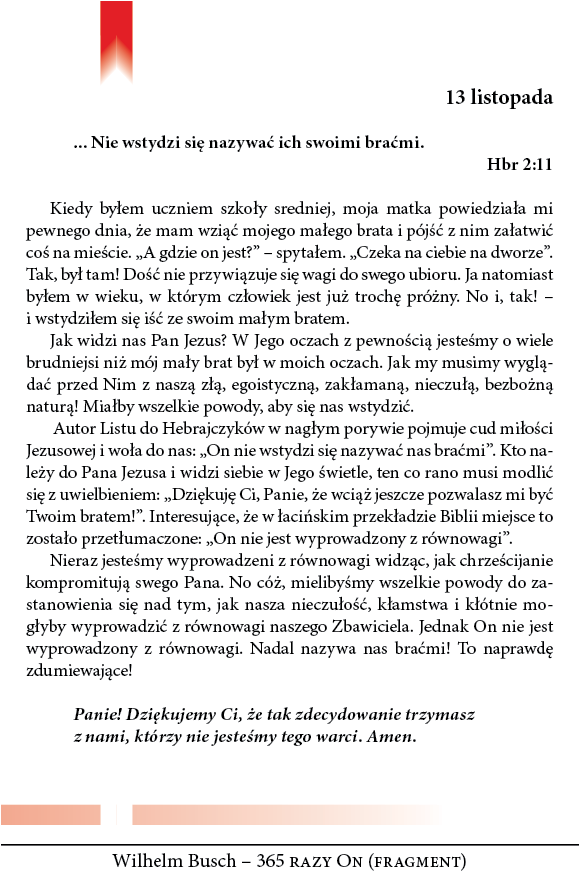 13 listopada
... Nie wstydzi się nazywać ich swoimi braćmi.
Hbr 2:11
Kiedy byłem uczniem szkoły sredniej, moja matka powiedziała mi
pewnego dnia, że mam wziąć mojego małego brata i pójść z nim załatwić
coś na mieście. „A gdzie on jest?” – spytałem. „Czeka na ciebie na dworze”.
Tak, był tam! Dość nie przywiązuje się wagi do swego ubioru. Ja natomiast
byłem w wieku, w którym człowiek jest już trochę próżny. No i, tak! –
i wstydziłem się iść ze swoim małym bratem.
Jak widzi nas Pan Jezus? W Jego oczach z pewnością jesteśmy o wiele
brudniejsi niż mój mały brat był w moich oczach. Jak my musimy wyglą-
dać przed Nim z naszą złą, egoistyczną, zakłamaną, nieczułą, bezbożną
naturą! Miałby wszelkie powody, aby się nas wstydzić.
Autor Listu do Hebrajczyków w nagłym porywie pojmuje cud miłości
Jezusowej i woła do nas: „On nie wstydzi się nazywać nas braćmi”. Kto na-
leży do Pana Jezusa i widzi siebie w Jego świetle, ten co rano musi modlić
się z uwielbieniem: „Dziękuję Ci, Panie, że wciąż jeszcze pozwalasz mi być
Twoim bratem!”. Interesujące, że w łacińskim przekładzie Biblii miejsce to
zostało przetłumaczone: „On nie jest wyprowadzony z równowagi”.
Nieraz jesteśmy wyprowadzeni z równowagi widząc, jak chrześcijanie
kompromitują swego Pana. No cóż, mielibyśmy wszelkie powody do za-
stanowienia się nad tym, jak nasza nieczułość, kłamstwa i kłótnie mo-
głyby wyprowadzić z równowagi naszego Zbawiciela. Jednak On nie jest
wyprowadzony z równowagi. Nadal nazywa nas braćmi! To naprawdę
zdumiewające!
Panie! Dziękujemy Ci, że tak zdecydowanie trzymasz
z nami, którzy nie jesteśmy tego warci. Amen.
Wilhelm Busch – 365 RAZY ON (FRAGMENT)